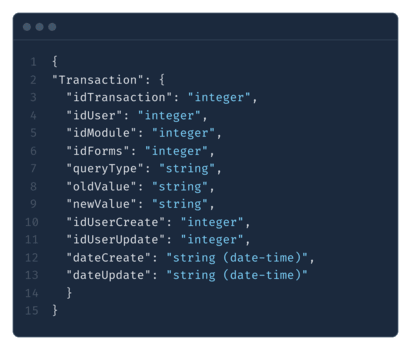 1 {
2 "Transaction": {
3 "idTransaction": "integer",
4 "idUser": "integer",
5 "idModule": "integer",
6 "idForms": "integer",
7 "queryType": "string",
8 "oldValue": "string",
9 "newValue": "string",
10 "idUserCreate": "integer",
11 "idUserUpdate": "integer",
12 "dateCreate": "string (date-time)",
13 "dateUpdate": "string (date-time)"
14 }
15 }